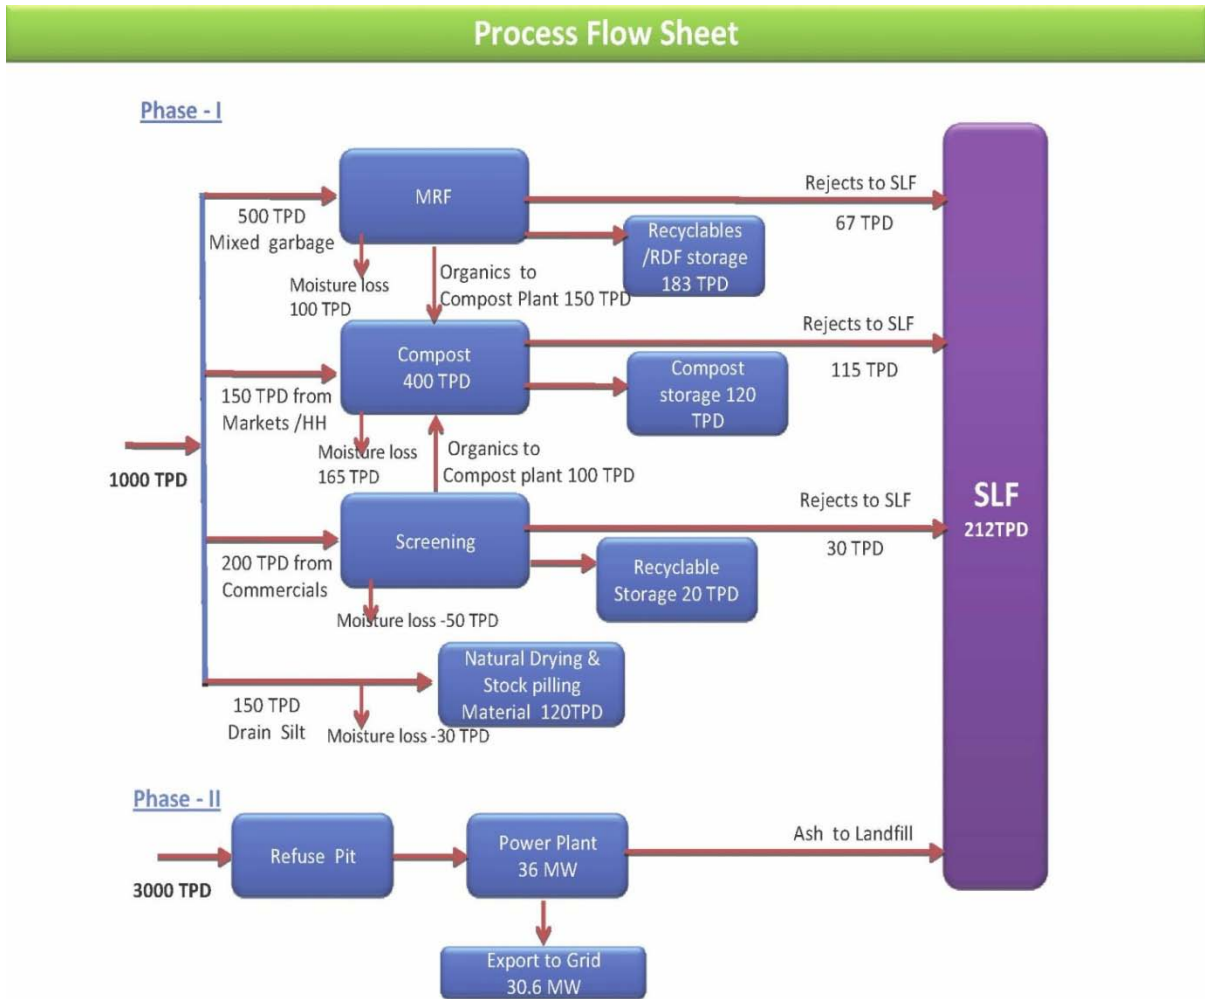 Process Flow Sheet
Phase - I
MRF
500 TPD
Mixed garbage
Moisture loss
100 TPD
Rejects to SLF
67 TPD
Recyclables
/RDF storage
183 TPD
Organics to
Compost Plant 150 TPD
Compost
400 TPD
150 TPD from
Markets /HH
Moisture loss
165 TPD
Rejects to SLF
115 TPD
Compost
storage 120
TPD
Organics to
Compost plant 100 TPD
1000 TPD
Screening
200 TPD from
Commercials
Moisture loss -50 TPD
Rejects to SLF
30 TPD
Recyclable
Storage 20 TPD
SLF
212TPD
Natural Drying &
Stock pilling
Material 120TPD
150 TPD
Drain Silt
Moisture loss -30 TPD
Phase - II
3000 TPD
Refuse Pit
Power Plant
36 MW
Ash to Landfill
Export to Grid
30.6 MW